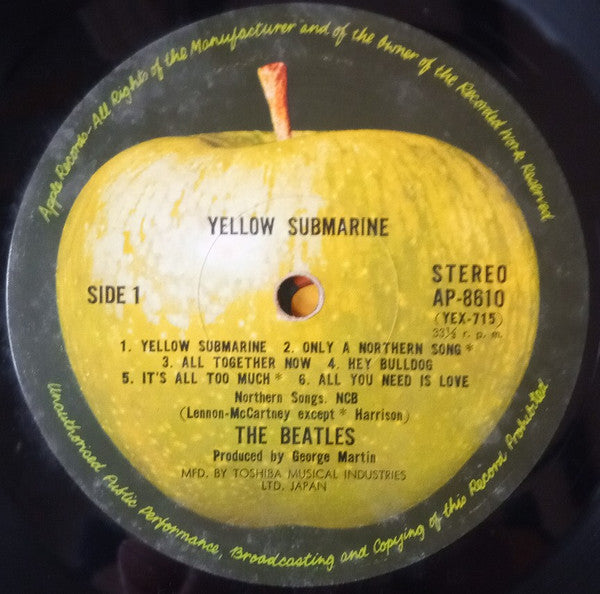 Apple Records-All Rights of the Manufacturer and of the Owner of the Recorded Work Reserved
YELLOW SUBMARINE
SIDE 1
STEREO
AP-8610
(YEX-715)
33⅓ r. p. m.
1. YELLOW SUBMARINE 2. ONLY A NORTHERN SONG *
3. ALL TOGETHER NOW 4. HEY BULLDOG
5. IT'S ALL TOO MUCH * 6. ALL YOU NEED IS LOVE
Northern Songs. NCB
(Lennon-McCartney except * Harrison)
THE BEATLES
Produced by George Martin
MFD. BY TOSHIBA MUSICAL INDUSTRIES
LTD. JAPAN
Unauthorised Public Performance, Broadcasting and Copying of this Record Prohibited.